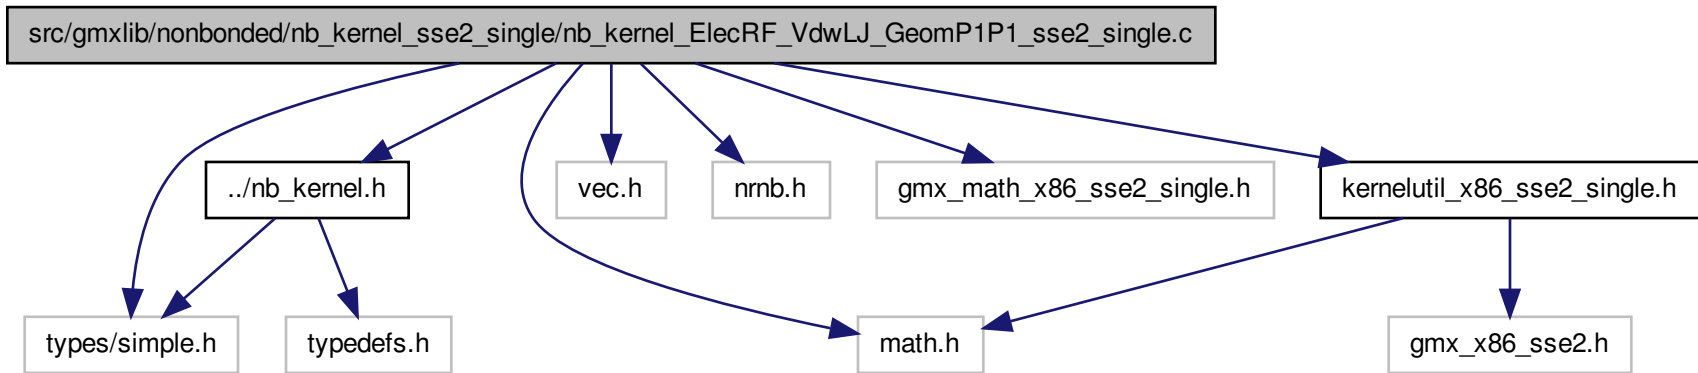 src/gmxlib/nonbonded/nb_kernel_sse2_single/nb_kernel_ElecRF_VdwLJ_GeomP1P1_sse2_single.c
../nb_kernel.h
vec.h
nrnb.h
gmx_math_x86_sse2_single.h
kernelutil_x86_sse2_single.h
types/simple.h
typedefs.h
math.h
gmx_x86_sse2.h